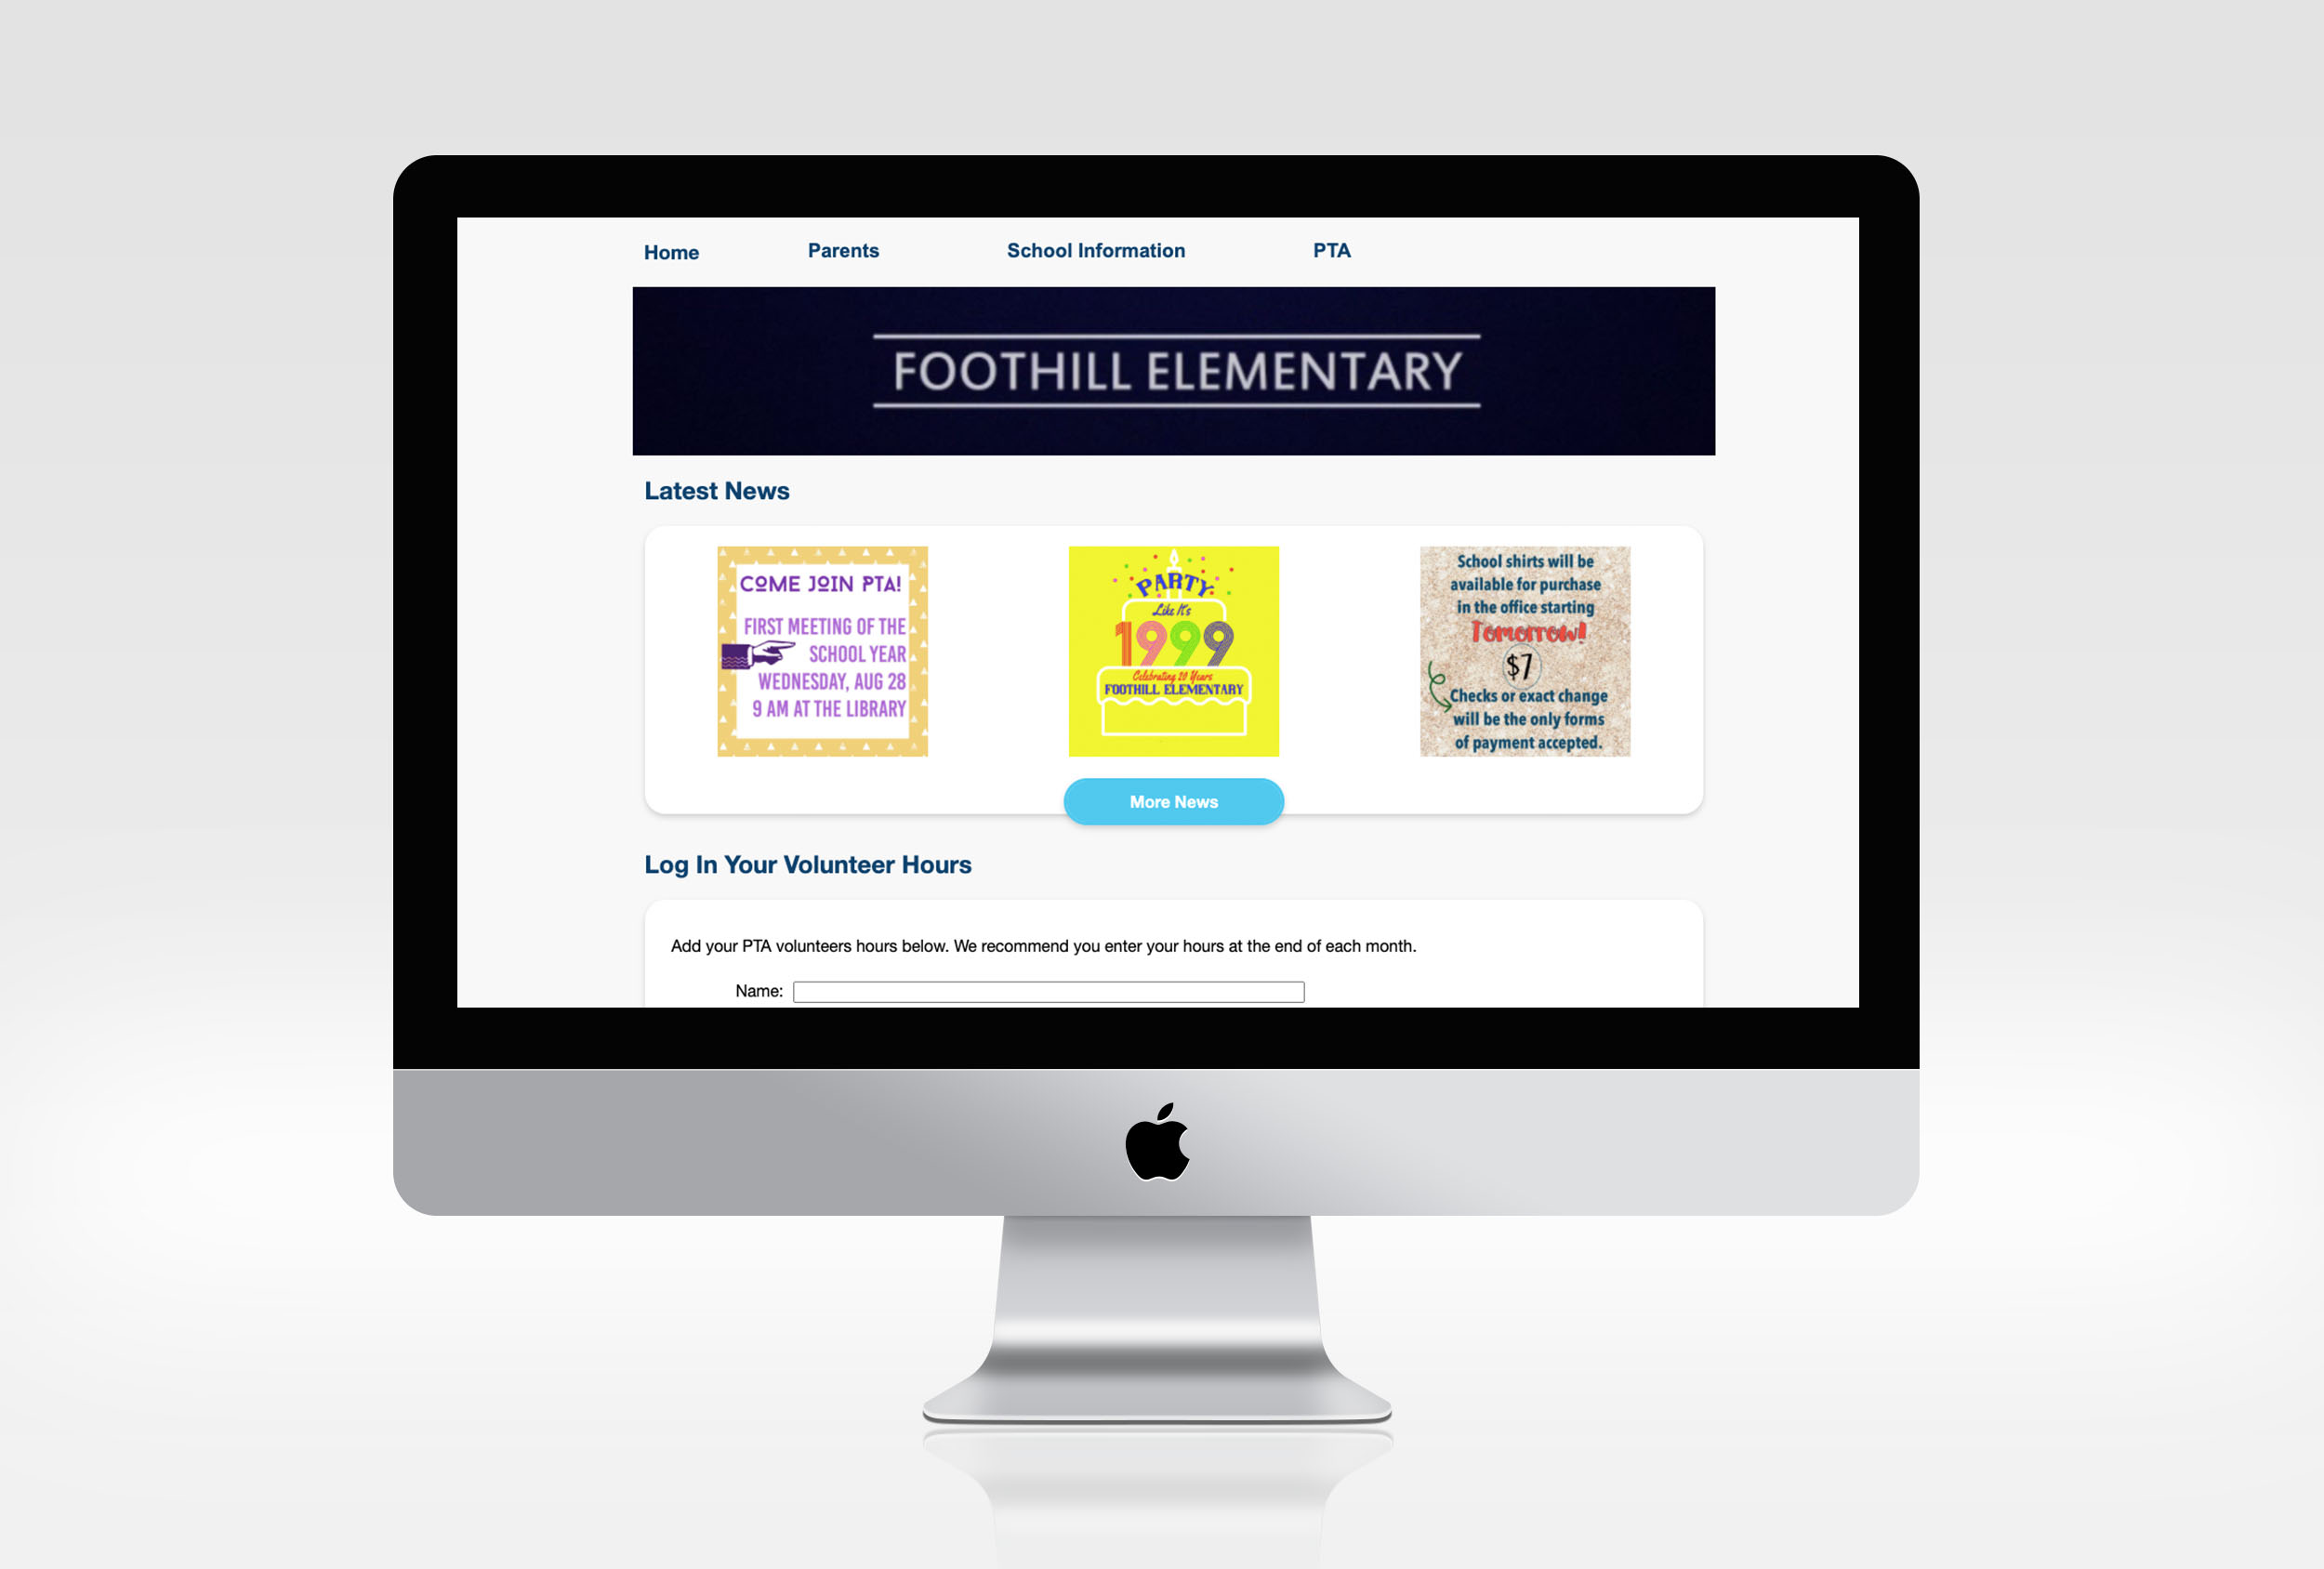 Home Parents School Information PTA
FOOTHILL ELEMENTARY
Latest News
COME JOIN PTA!
FIRST MEETING OF THE
SCHOOL YEAR
WEDNESDAY, AUG 28
9 AM AT THE LIBRARY
PARTY
Like It's
1999
Celebrating 20 Years
FOOTHILL ELEMENTARY
School shirts will be
available for purchase
in the office starting
Tomorrow!
$7
Checks or exact change
will be the only forms
of payment accepted.
More News
Log In Your Volunteer Hours
Add your PTA volunteers hours below. We recommend you enter your hours at the end of each month.
Name: